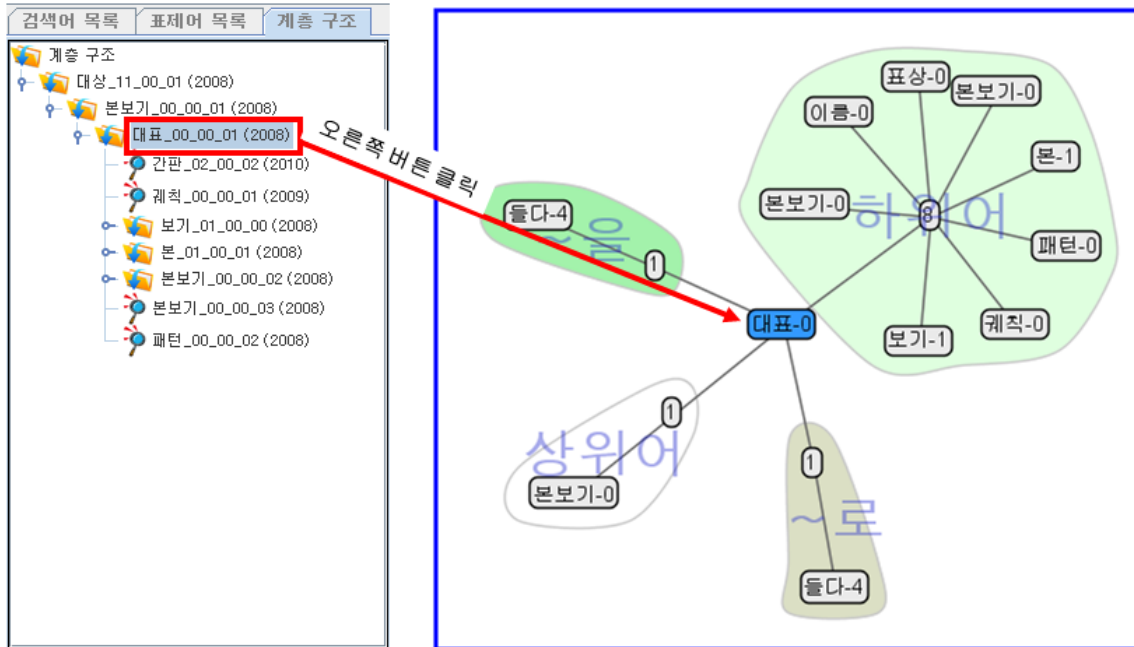 검색어 목록 표제어 목록 계층 구조
계층 구조
대상_11_00_01 (2008)
본보기_00_00_01 (2008)
대표_00_00_01 (2008)
간판_02_00_02 (2010)
궤칙_00_00_01 (2009)
보기_01_00_00 (2008)
본_01_00_01 (2008)
본보기_00_00_02 (2008)
본보기_00_00_03 (2008)
패턴_00_00_02 (2008)
오른쪽 버튼 클릭
표상-0
본보기-0
이름-0
본-1
본보기-0
하위어
8
패턴-0
궤칙-0
보기-1
들다-4
~을
1
대표-0
1
상위어
본보기-0
1
~로
들다-4